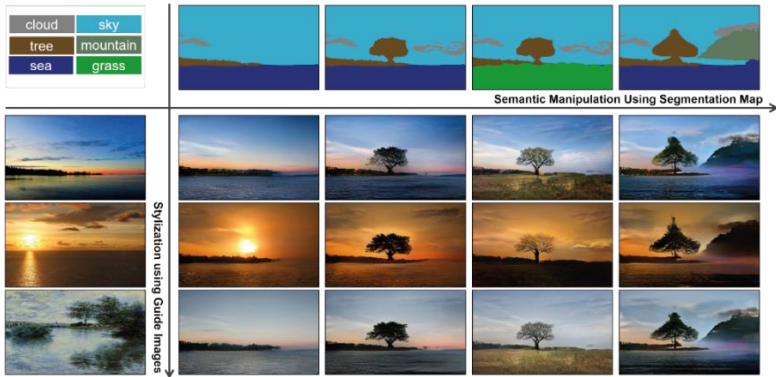 cloud
sky
tree
mountain
sea
grass
Semantic Manipulation Using Segmentation Map
Stylization using Guide Images